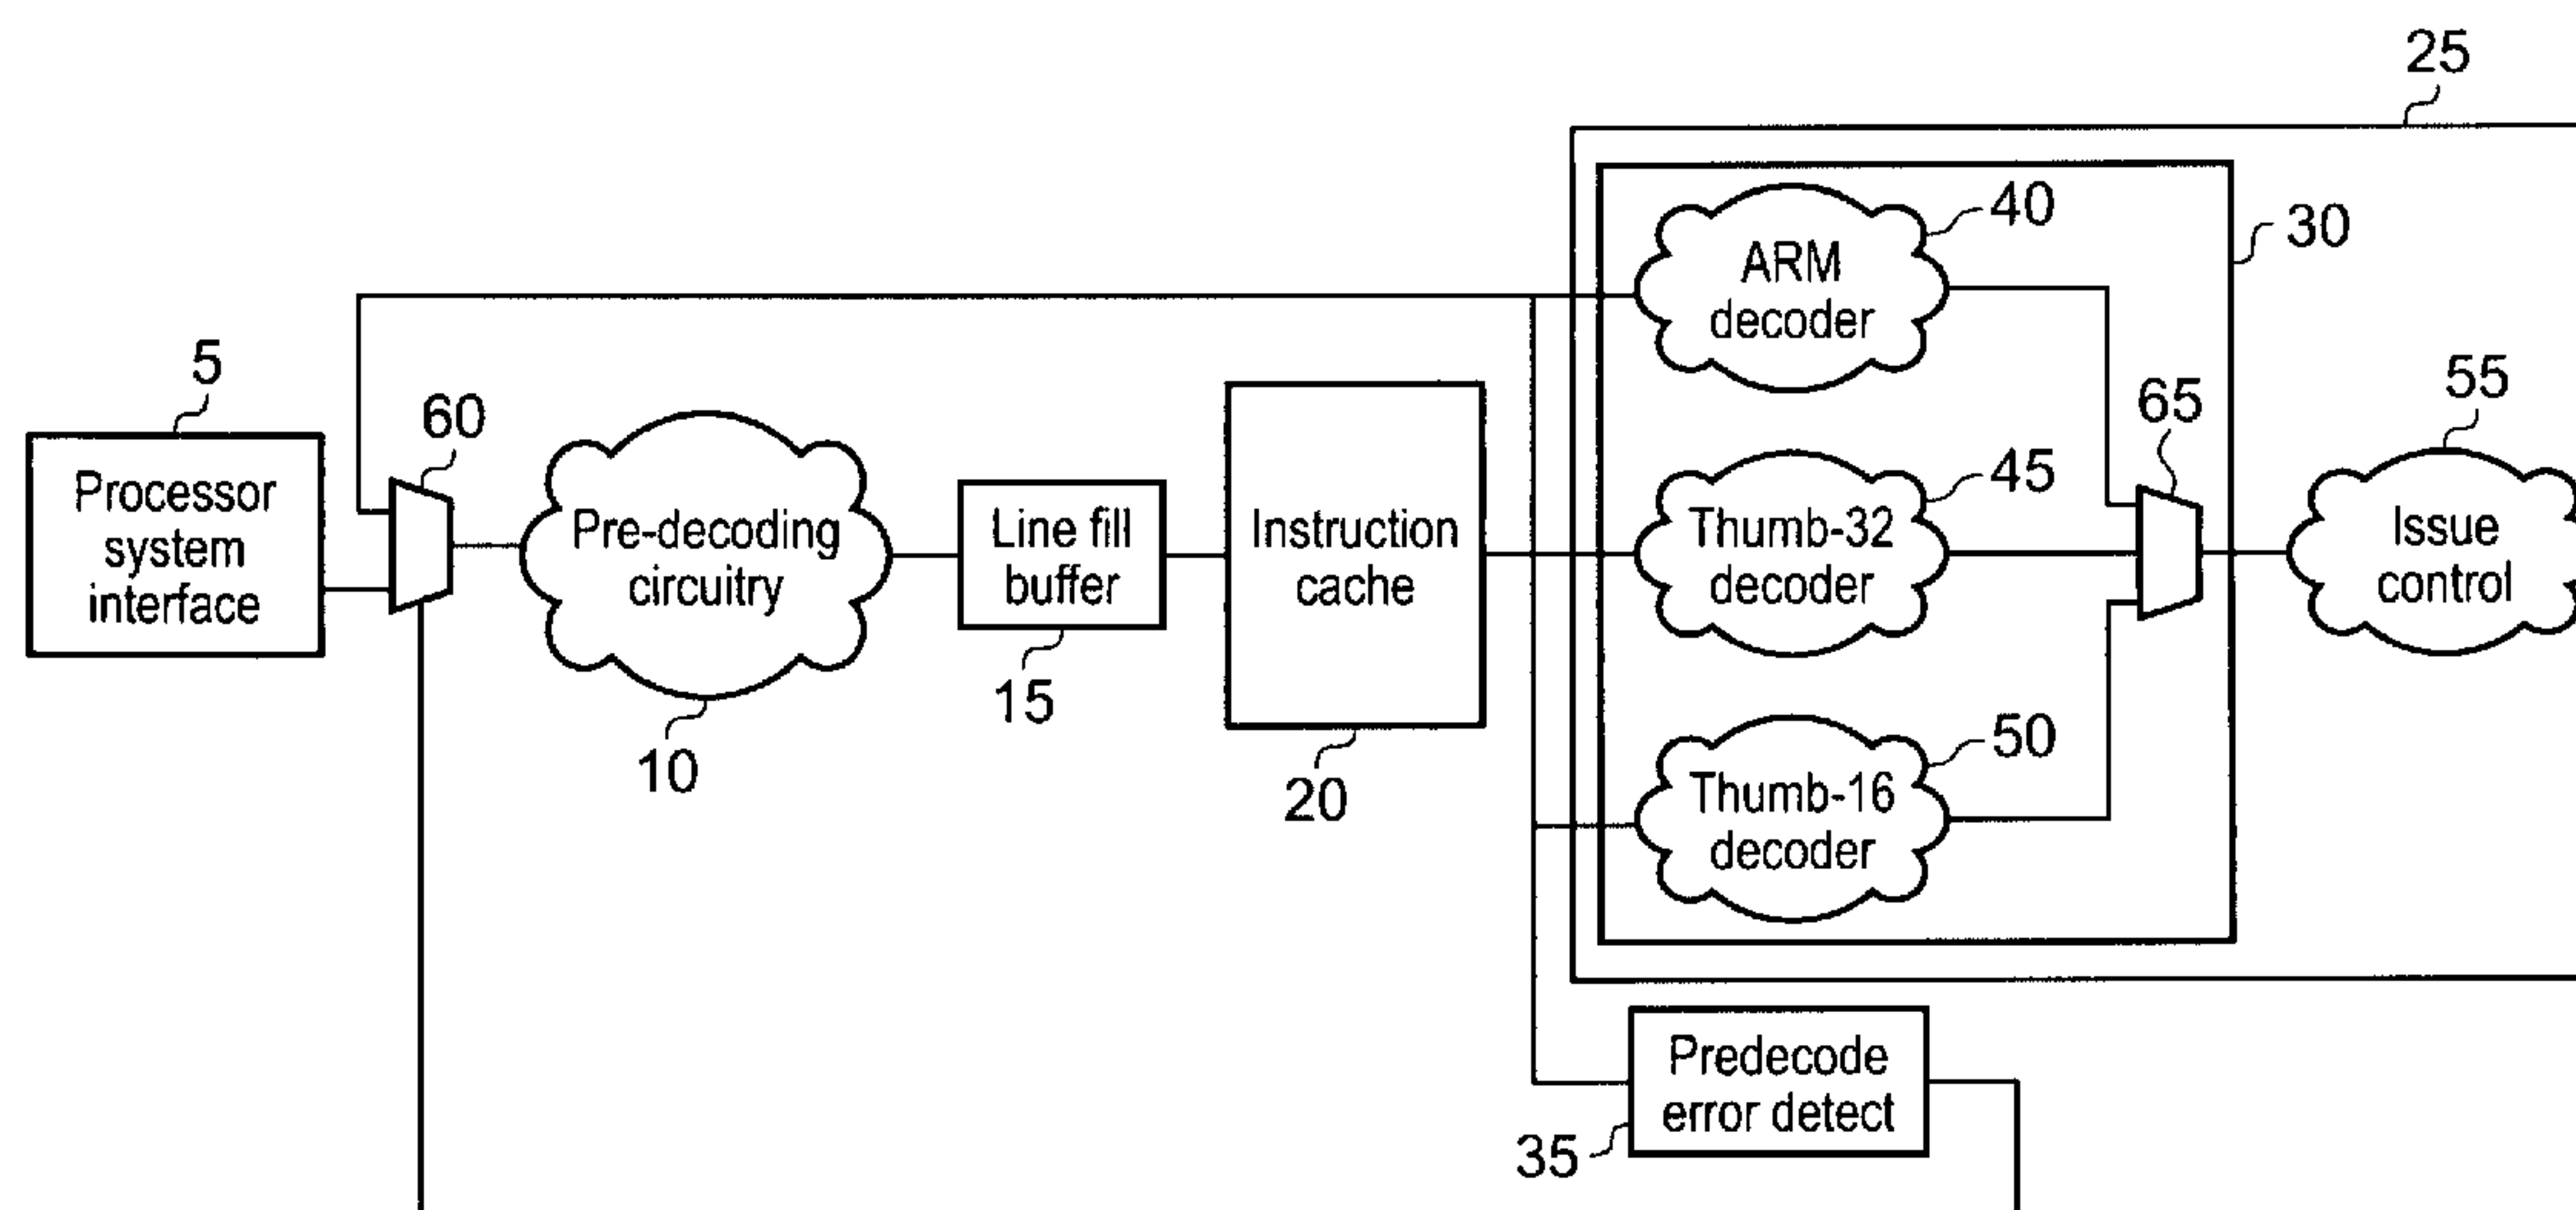 25
40
30
ARM
decoder
5
60
55
65
45
Processor
system
interface
Pre-decoding
circuitry
Line fill
buffer
Instruction
cache
Thumb-32
decoder
Issue
control
15
10
20
50
Thumb-16
decoder
Predecode
error detect
35